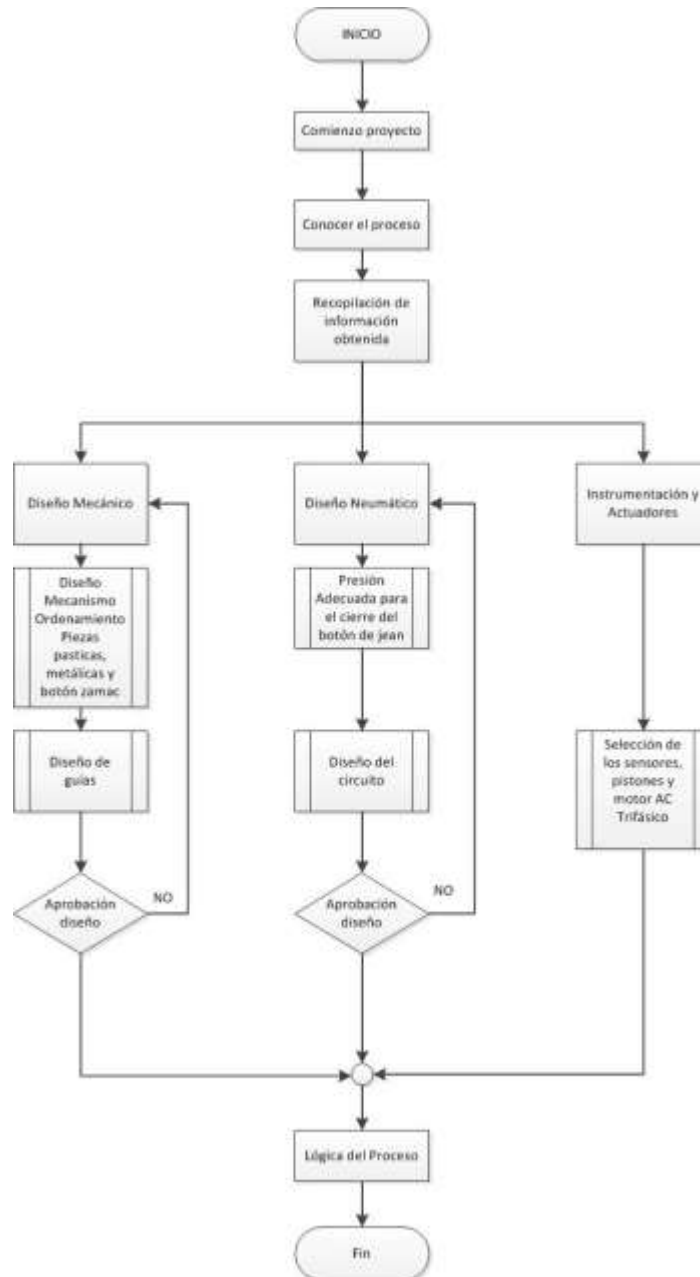 INICIO
Comienzo proyecto
Conocer el proceso
Recopilación de
información
obtenida
Diseño Mecánico
Diseño Neumático
Instrumentación y
Actuadores
Diseño
Mecanismo
Ordenamiento
Piezas
pasticas,
metálicas y
botón zamac
Presión
Adecuada para
el cierre del
botón de jean
Diseño de
guías
Diseño del
circuito
Selección de
los sensores,
pistones y
motor AC
Trifásico
Aprobación
diseño
NO
Aprobación
diseño
NO
Lógica del Proceso
Fin